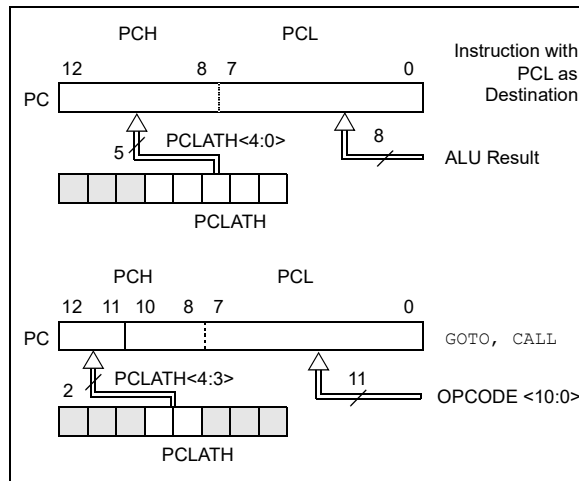 PCH PCL
12 8 7 0
Instruction with
PCL as
Destination
PC
5 PCLATH<4:0> 8
ALU Result
PCLATH
PCH PCL
12 11 10 8 7 0
PC
GOTO, CALL
2 PCLATH<4:3> 11
OPCODE <10:0>
PCLATH